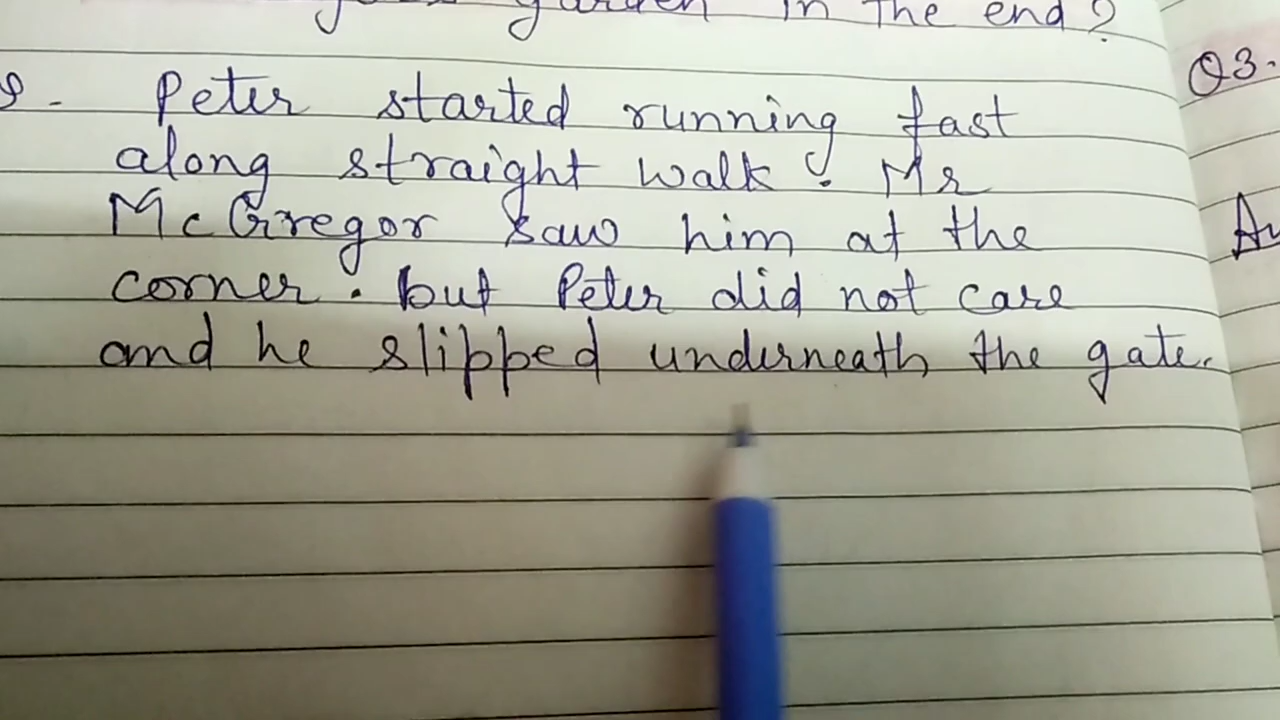 garden in the end?
Q3.
s. Peter started running fast
along straight walk. Mr
McGregor saw him at the
corner. but Peter did not care
and he slipped underneath the gate.